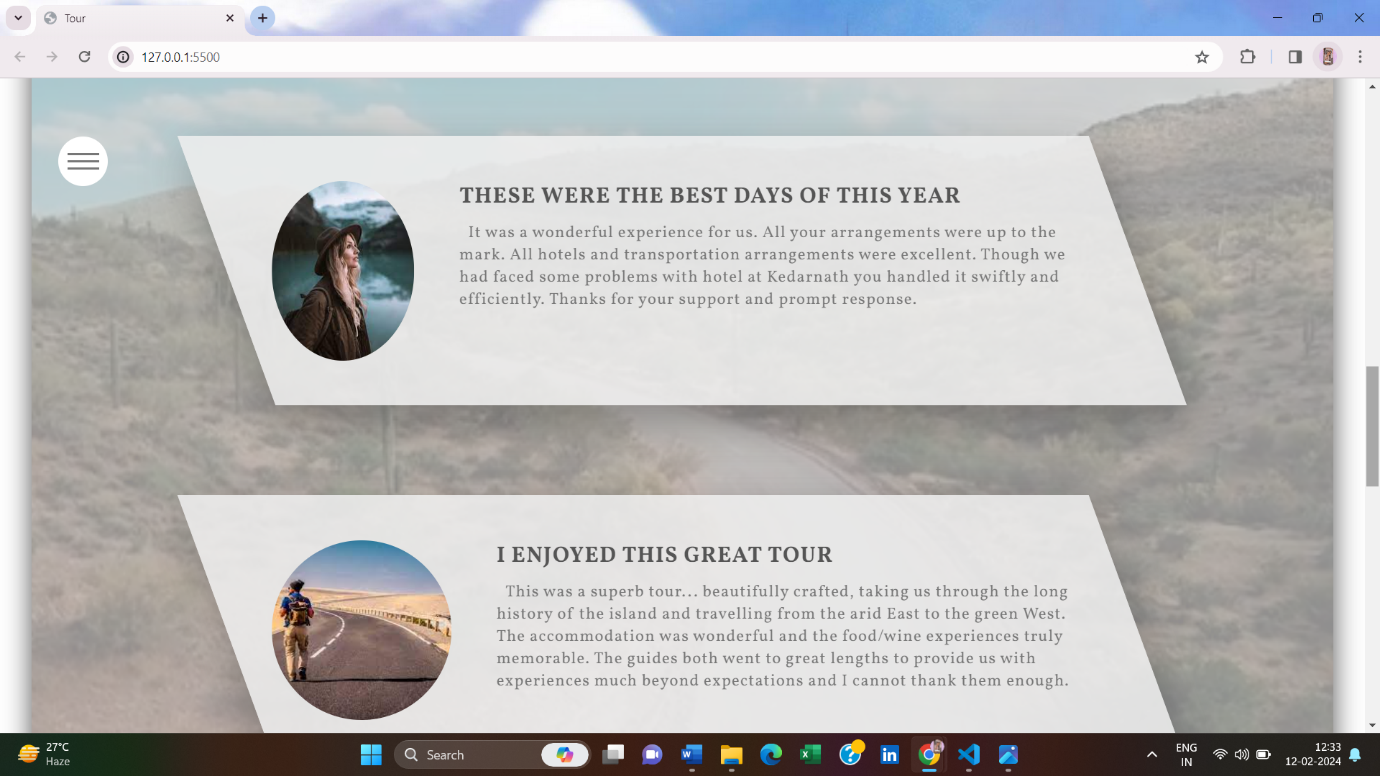 Tour
127.0.0.1:5500
THESE WERE THE BEST DAYS OF THIS YEAR
It was a wonderful experience for us. All your arrangements were up to the
mark. All hotels and transportation arrangements were excellent. Though we
had faced some problems with hotel at Kedarnath you handled it swiftly and
efficiently. Thanks for your support and prompt response.
I ENJOYED THIS GREAT TOUR
This was a superb tour... beautifully crafted, taking us through the long
history of the island and travelling from the arid East to the green West.
The accommodation was wonderful and the food/wine experiences truly
memorable. The guides both went to great lengths to provide us with
experiences much beyond expectations and I cannot thank them enough.
27°C
Haze
Search
ENG
IN
12:33
12-02-2024